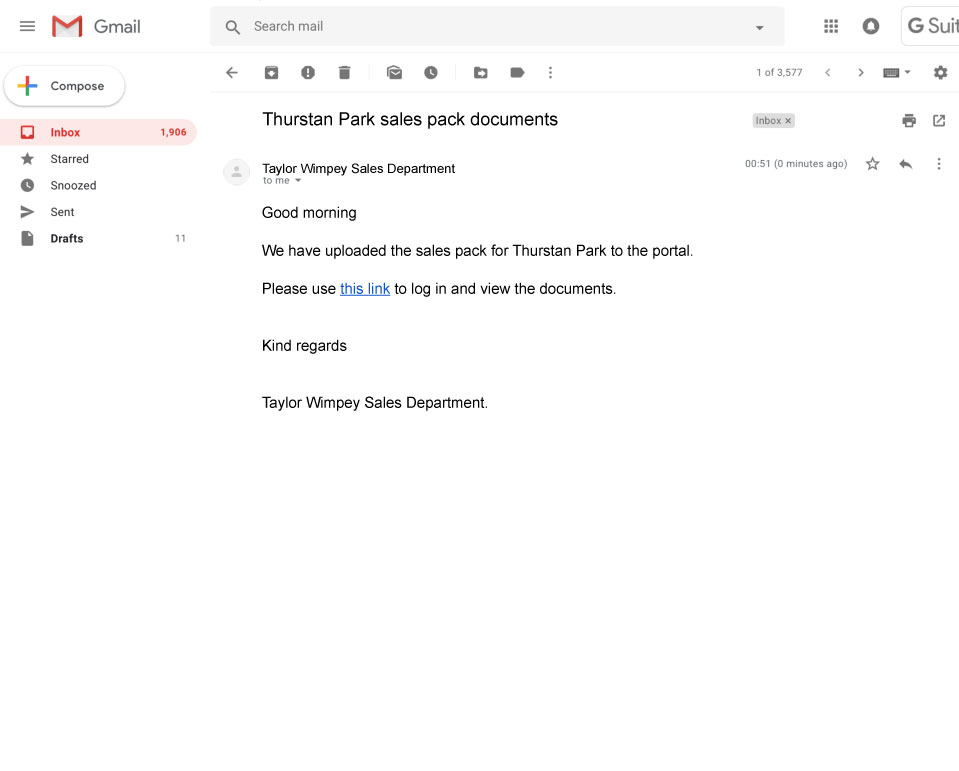 Gmail
Search mail
G Suit
Compose
1 of 3,577
Inbox 1,906
Starred
Snoozed
Sent
Drafts 11
Thurstan Park sales pack documents
Inbox ×
Taylor Wimpey Sales Department
to me
00:51 (0 minutes ago)
Good morning
We have uploaded the sales pack for Thurstan Park to the portal.
Please use this link to log in and view the documents.
Kind regards
Taylor Wimpey Sales Department.